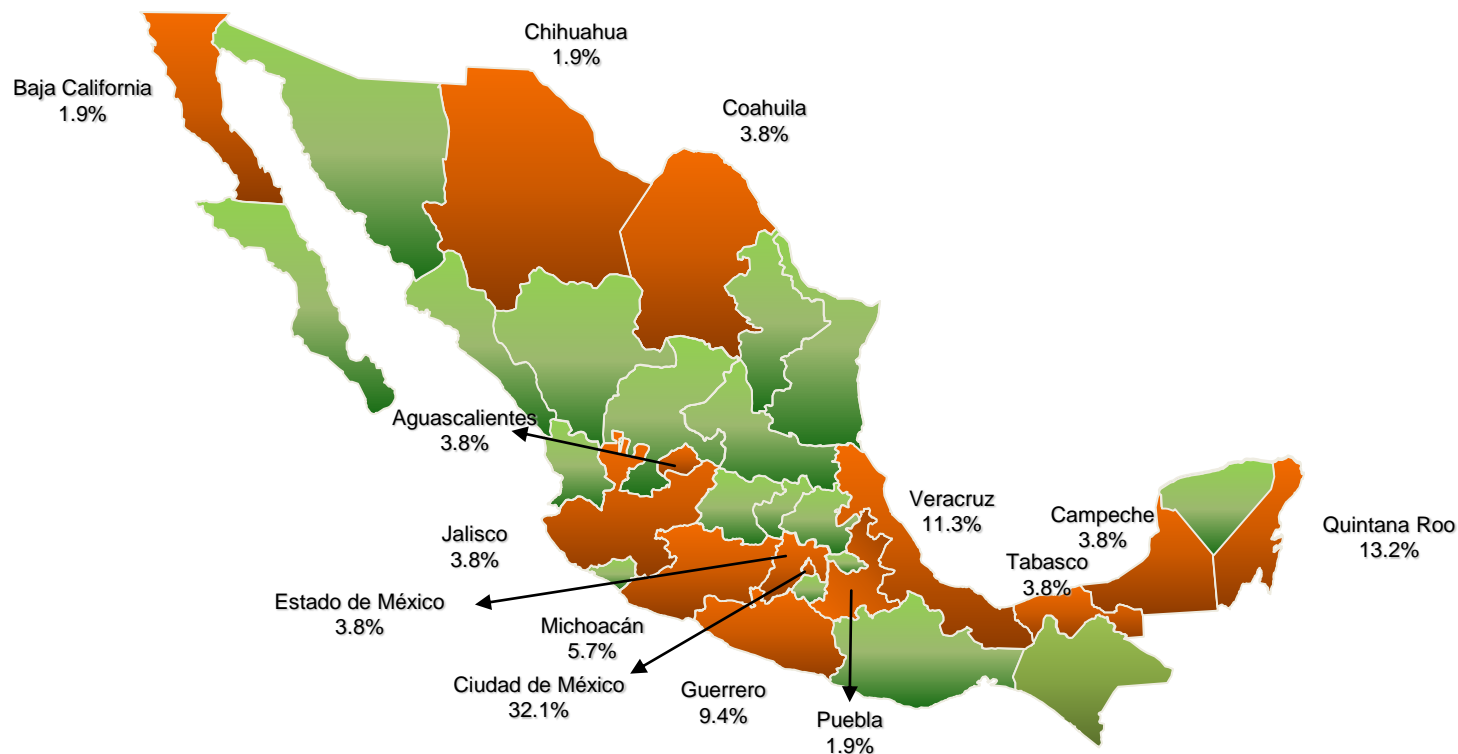 Chihuahua
1.9%
Baja California
1.9%
Coahuila
3.8%
Aguascalientes
3.8%
Veracruz
11.3%
Campeche
3.8%
Quintana Roo
13.2%
Jalisco
3.8%
Tabasco
3.8%
Estado de México
3.8%
Michoacán
5.7%
Ciudad de México
32.1%
Guerrero
9.4%
Puebla
1.9%